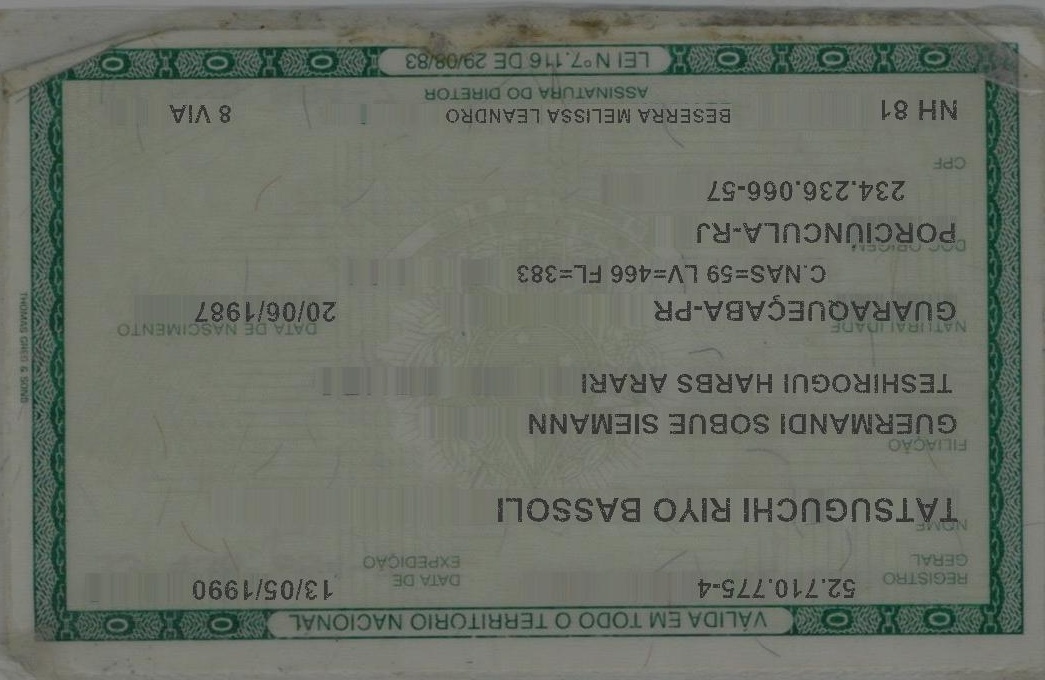 VÁLIDA EM TODO O TERRITÓRIO NACIONAL
REGISTRO GERAL 52.710.775-4 DATA DE EXPEDIÇÃO 13/05/1990
NOME
TATSUGUCHI RIYO BASSOLI
FILIAÇÃO
GUERMANDI SOBUE SIEMANN
TESHIROGUI HARBS ARARI
NATURALIDADE DATA DE NASCIMENTO
GUARAQUEÇABA-PR 20/06/1987
C.NAS=59 LV=466 FL=383
DOC ORIGEM
PORCIUNCULA-RJ
234.236.066-57
CPF
NH 81 BESERRA MELISSA LEANDRO 8 VIA
ASSINATURA DO DIRETOR
LEI Nº 7.116 DE 29/08/83
THOMAS GREG & SONS